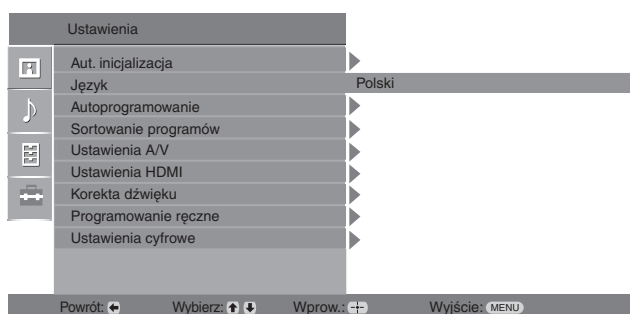 Ustawienia
Aut. inicjalizacja
Język Polski
Autoprogramowanie
Sortowanie programów
Ustawienia A/V
Ustawienia HDMI
Korekta dźwięku
Programowanie ręczne
Ustawienia cyfrowe
Powrót: Wybierz: Wprow.: Wyjście: MENU